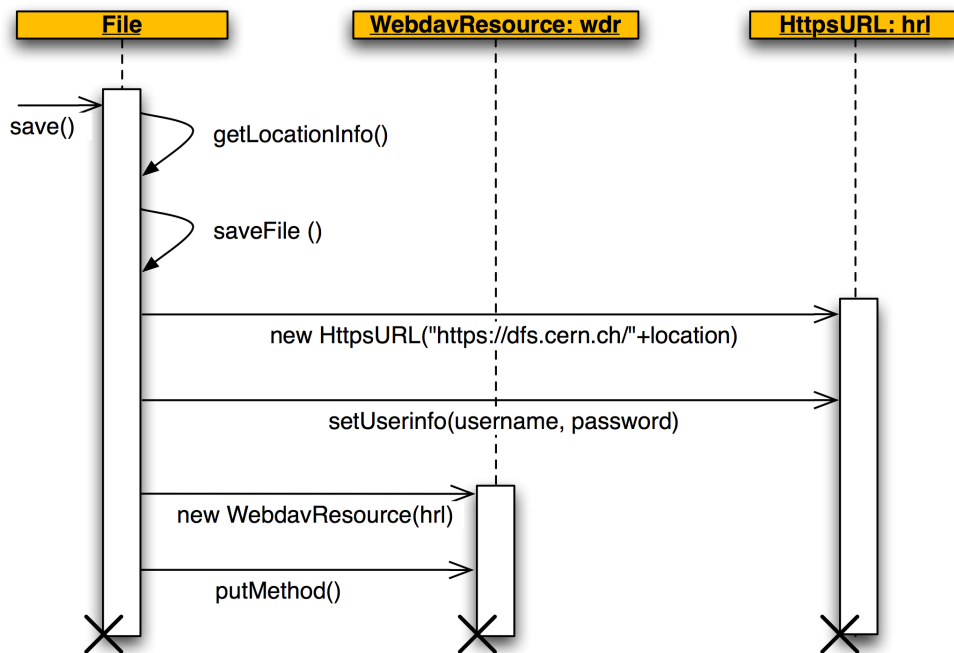 File
WebdavResource: wdr
HttpsURL: hrl
save()
getLocationInfo()
saveFile ()
new HttpsURL("https://dfs.cern.ch/"+location)
setUserinfo(username, password)
new WebdavResource(hrl)
putMethod()